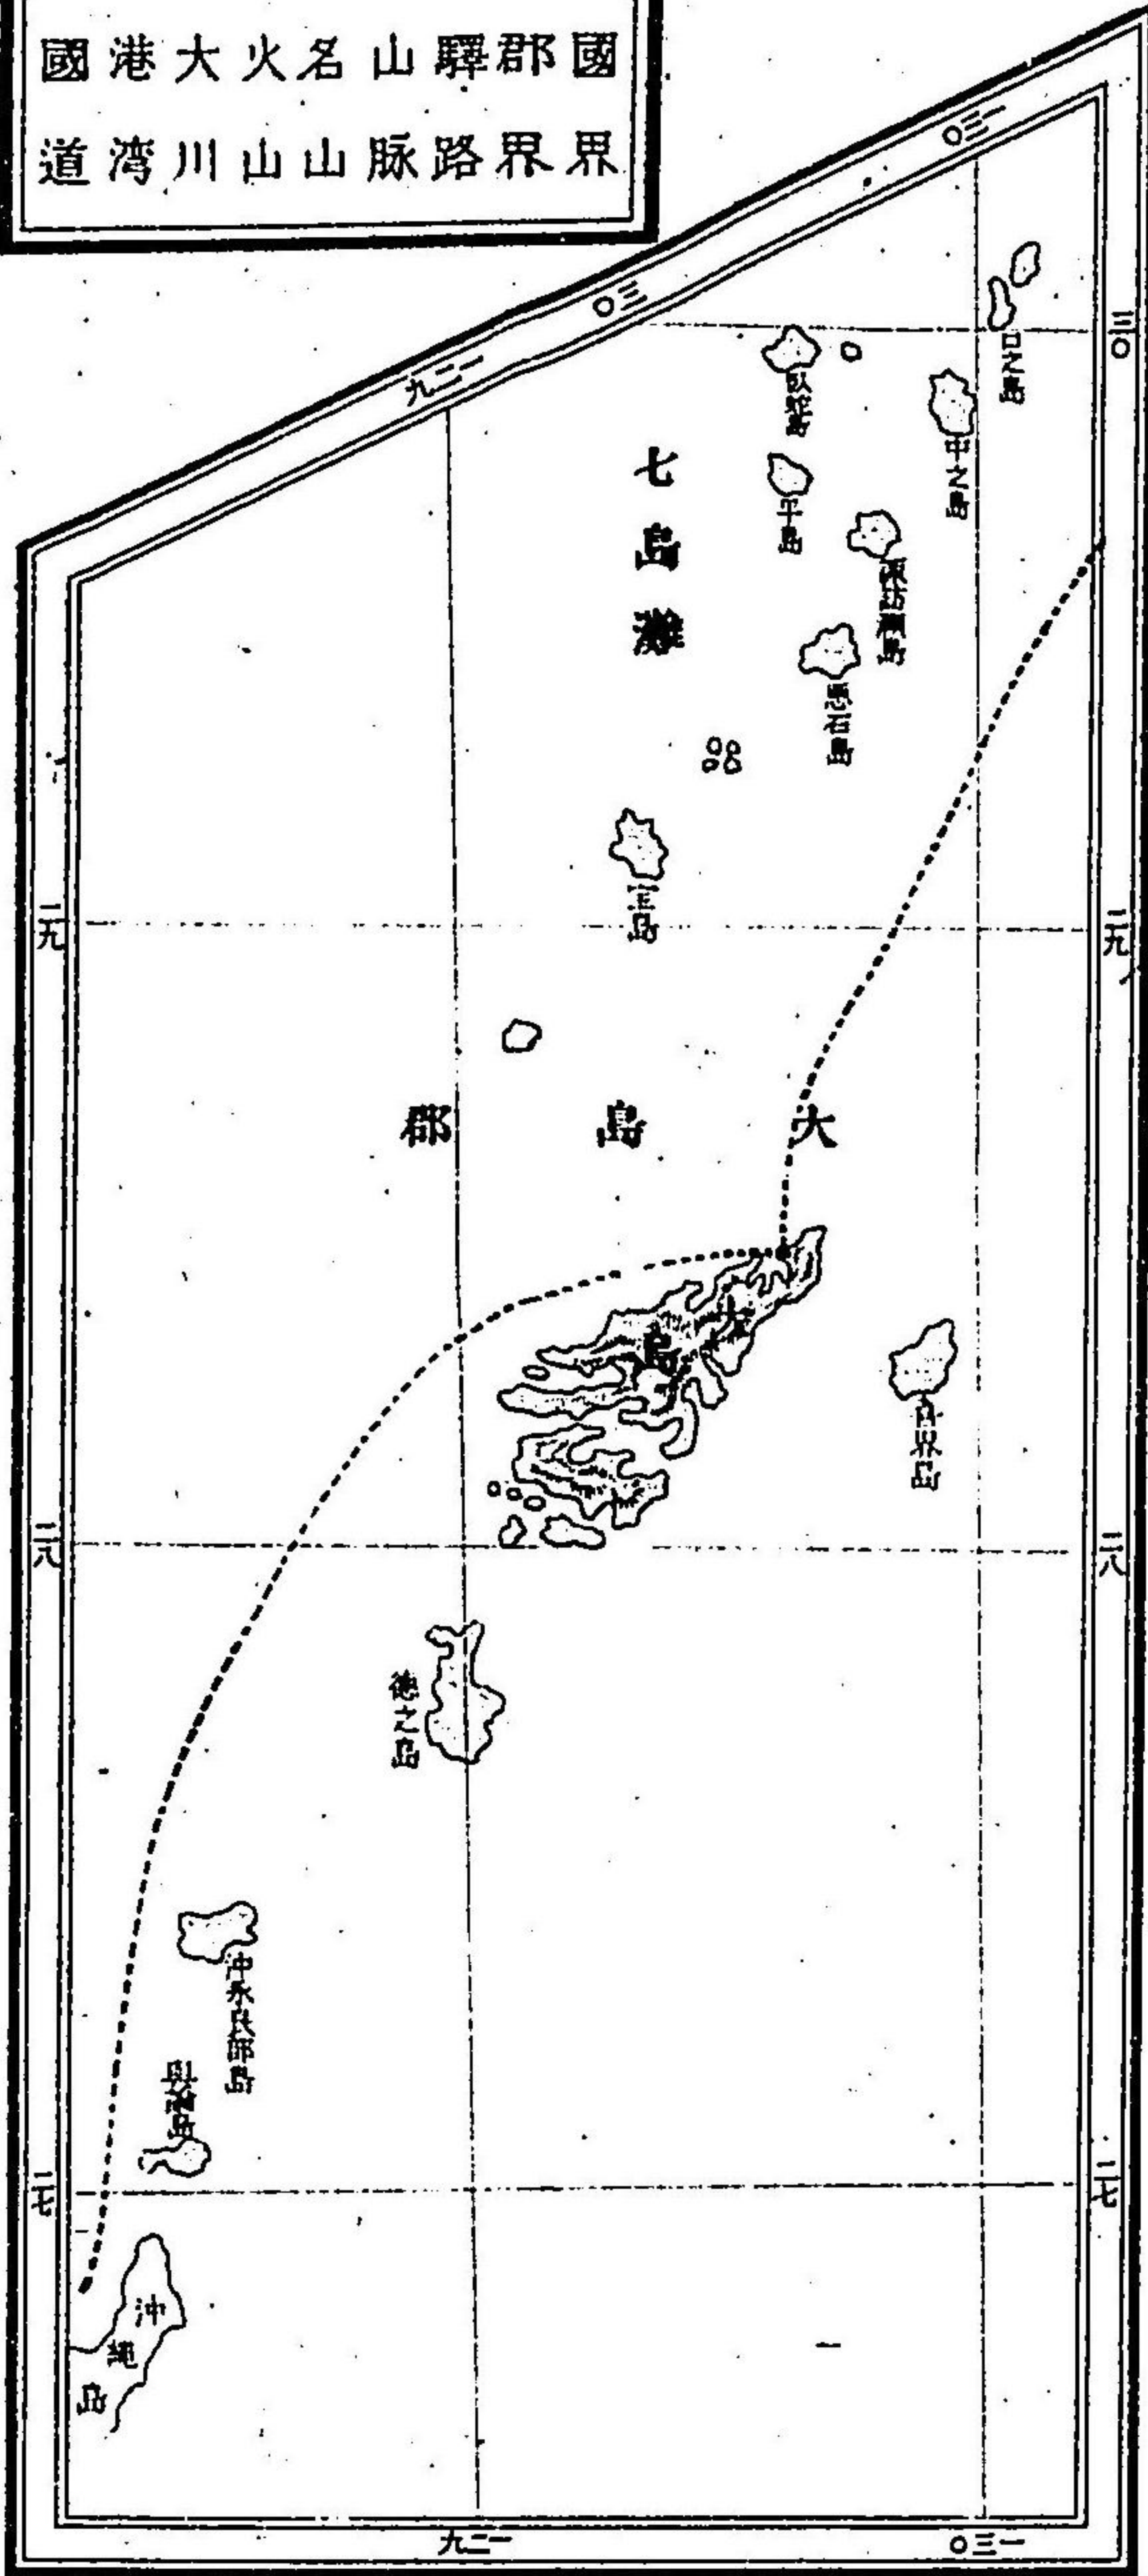 國界
郡界
驛路
山脉
名山
火山
大川
港湾
國道
一三〇
三〇
一二九
三〇
口之島
中之島
臥蛇島
平島
諏訪瀬島
悪石島
七島灘
宝島
二九
二九
大島郡
大島
喜界島
二八
二八
徳之島
沖永良部島
與論島
二七
二七
沖縄島
一二九
一三〇